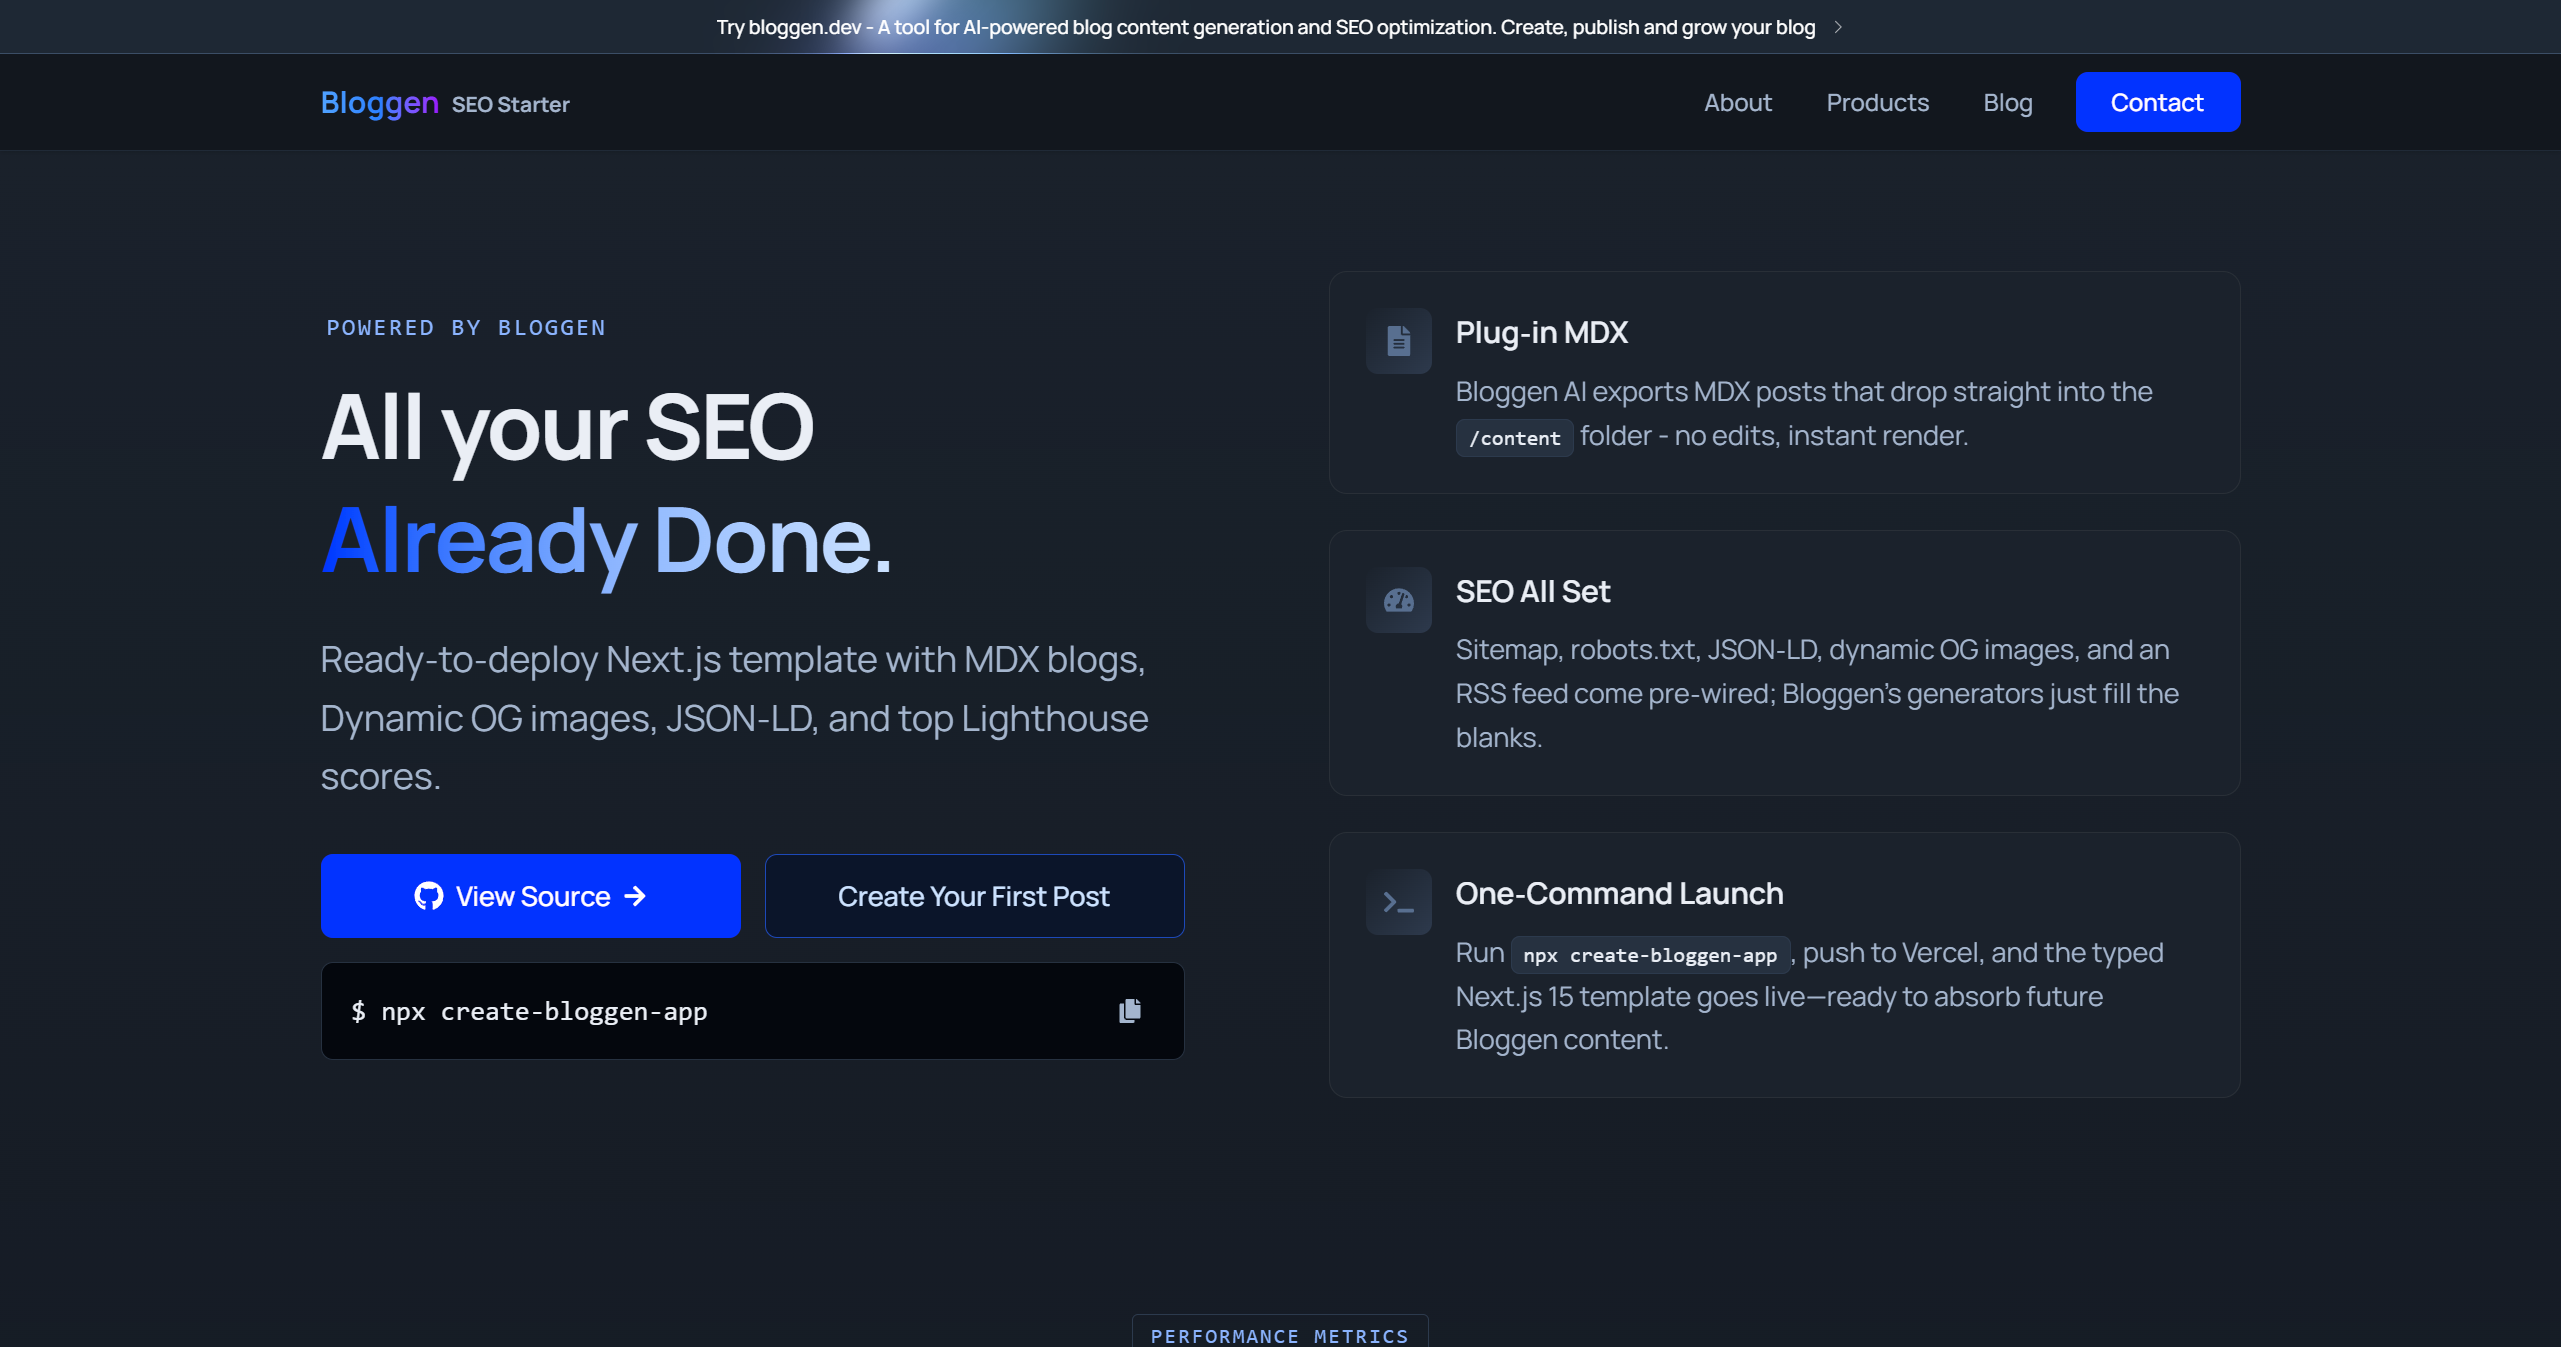 Try bloggen.dev - A tool for AI-powered blog content generation and SEO optimization. Create, publish and grow your blog
Bloggen SEO Starter
About
Products
Blog
Contact
POWERED BY BLOGGEN
All your SEO
Already Done.
Ready-to-deploy Next.js template with MDX blogs,
Dynamic OG images, JSON-LD, and top Lighthouse
scores.
View Source
Create Your First Post
$ npx create-bloggen-app
Plug-in MDX
Bloggen AI exports MDX posts that drop straight into the
/content folder - no edits, instant render.
SEO All Set
Sitemap, robots.txt, JSON-LD, dynamic OG images, and an
RSS feed come pre-wired; Bloggen’s generators just fill the
blanks.
One-Command Launch
Run npx create-bloggen-app, push to Vercel, and the typed
Next.js 15 template goes live—ready to absorb future
Bloggen content.
PERFORMANCE METRICS